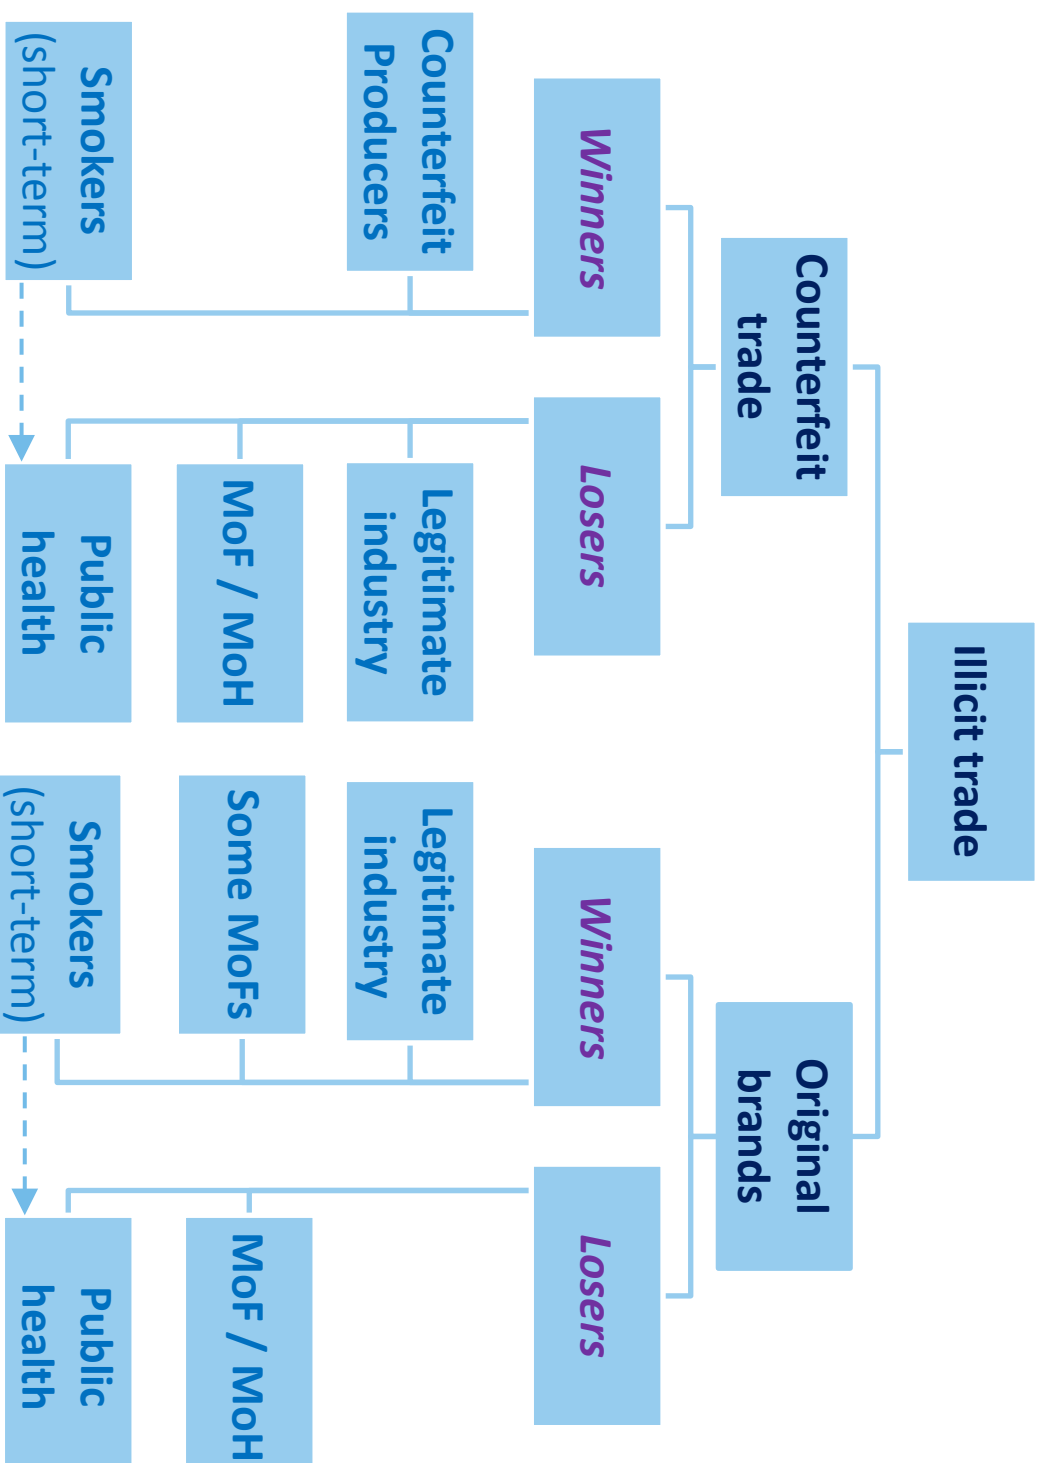 Illicit trade
Counterfeit
trade
Original
brands
Winners
Losers
Winners
Losers
Counterfeit
Producers
Legitimate
industry
Legitimate
industry
MoF / MoH
Some MoFs
MoF / MoH
Smokers
(short-term)
Public
health
Smokers
(short-term)
Public
health